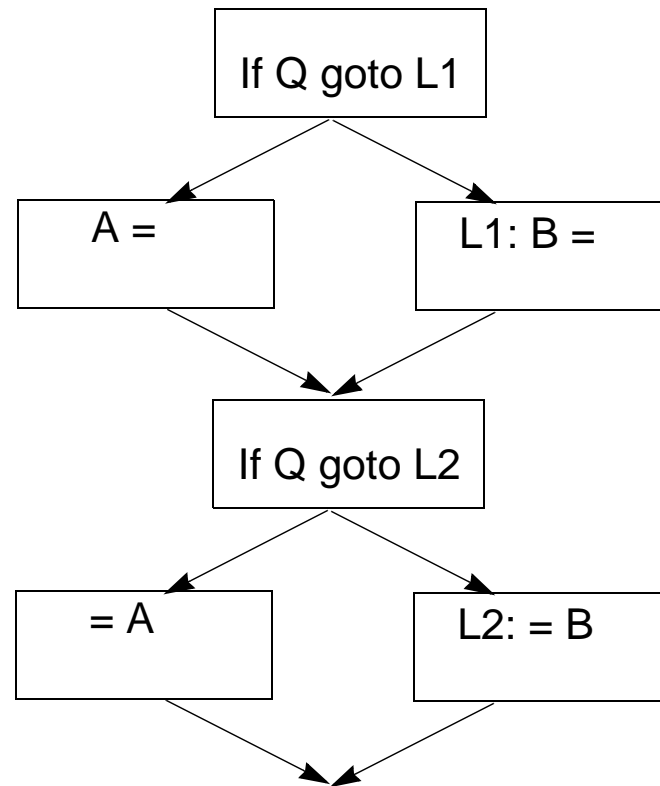 If Q goto L1
A =
L1: B =
If Q goto L2
= A
L2: = B